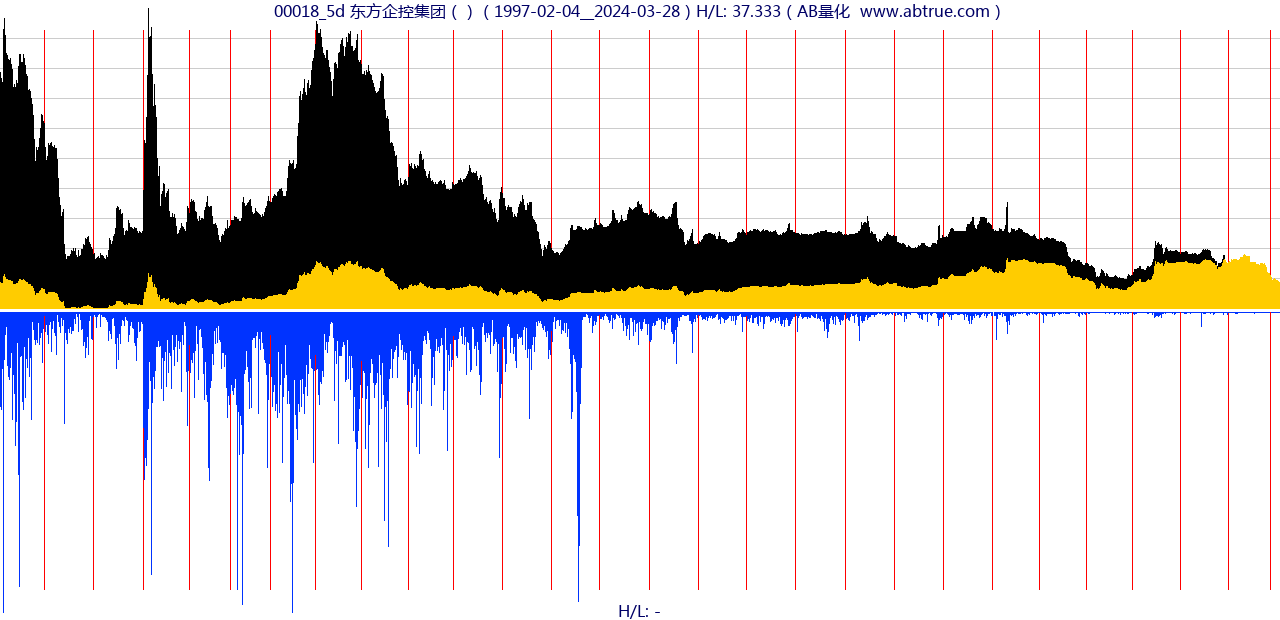 00018_5d 东方企控集团（ ）（ 1997-02-04__2024-03-28 ) H/L: 37.333（ AB量化  www.abtrue.com ）
H/L: -